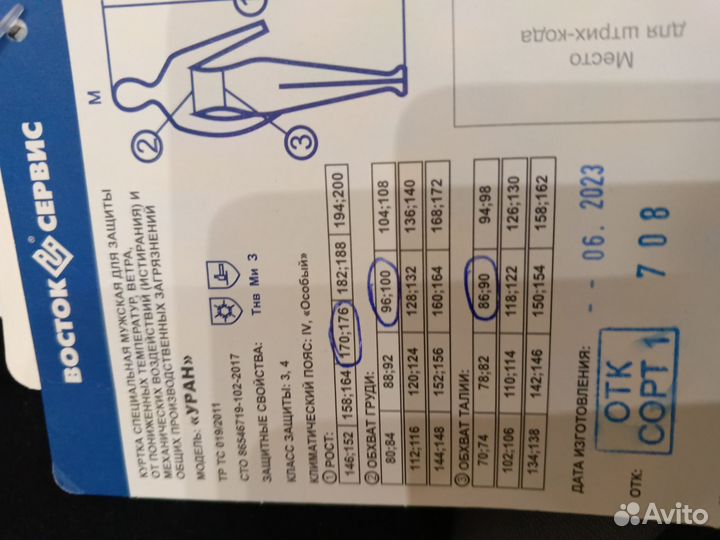 ВОСТОК СЕРВИС
®
М
1
2
3
Место
для штрих-кода
КУРТКА СПЕЦИАЛЬНАЯ МУЖСКАЯ ДЛЯ ЗАЩИТЫ
ОТ ПОНИЖЕННЫХ ТЕМПЕРАТУР, ВЕТРА,
МЕХАНИЧЕСКИХ ВОЗДЕЙСТВИЙ (ИСТИРАНИЯ) И
ОБЩИХ ПРОИЗВОДСТВЕННЫХ ЗАГРЯЗНЕНИЙ
МОДЕЛЬ: «УРАН»
ТР ТС 019/2011
СТО 86546719-102-2017
ЗАЩИТНЫЕ СВОЙСТВА: Тнв Ми З
КЛАСС ЗАЩИТЫ: 3, 4
КЛИМАТИЧЕСКИЙ ПОЯС: IV, «Особый»
1 РОСТ:
146;152 158;164 170;176 182;188 194;200
2 ОБХВАТ ГРУДИ:
80;84 88;92 96;100 104;108
112;116 120;124 128;132 136;140
144;148 152;156 160;164 168;172
3 ОБХВАТ ТАЛИИ:
70;74 78;82 86;90 94;98
102;106 110;114 118;122 126;130
134;138 142;146 150;154 158;162
ДАТА ИЗГОТОВЛЕНИЯ: - - 06. 2023
ОТК: ОТК
СОРТ 1
708
Avito